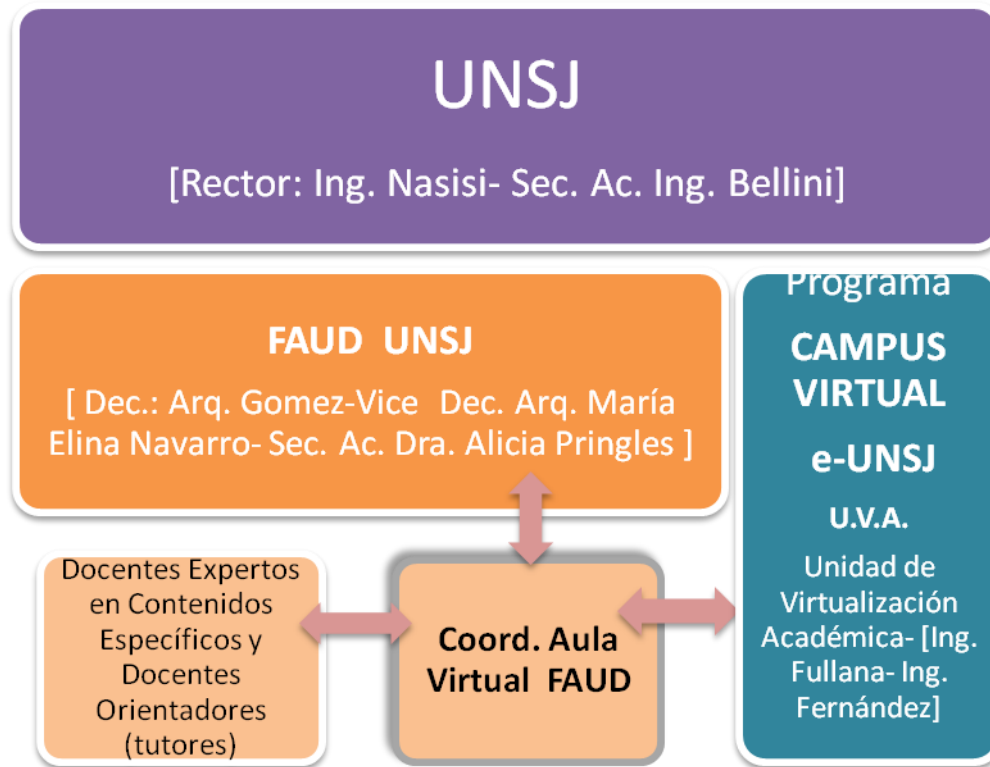 UNSJ
[Rector: Ing. Nasisi- Sec. Ac. Ing. Bellini]
FAUD UNSJ
[ Dec.: Arq. Gomez-Vice Dec. Arq. María
Elina Navarro- Sec. Ac. Dra. Alicia Pringles ]
Programa
CAMPUS
VIRTUAL
e-UNSJ
U.V.A.
Unidad de
Virtualización
Académica- [Ing.
Fullana- Ing.
Fernández]
Docentes Expertos
en Contenidos
Específicos y
Docentes
Orientadores
(tutores)
Coord. Aula
Virtual FAUD